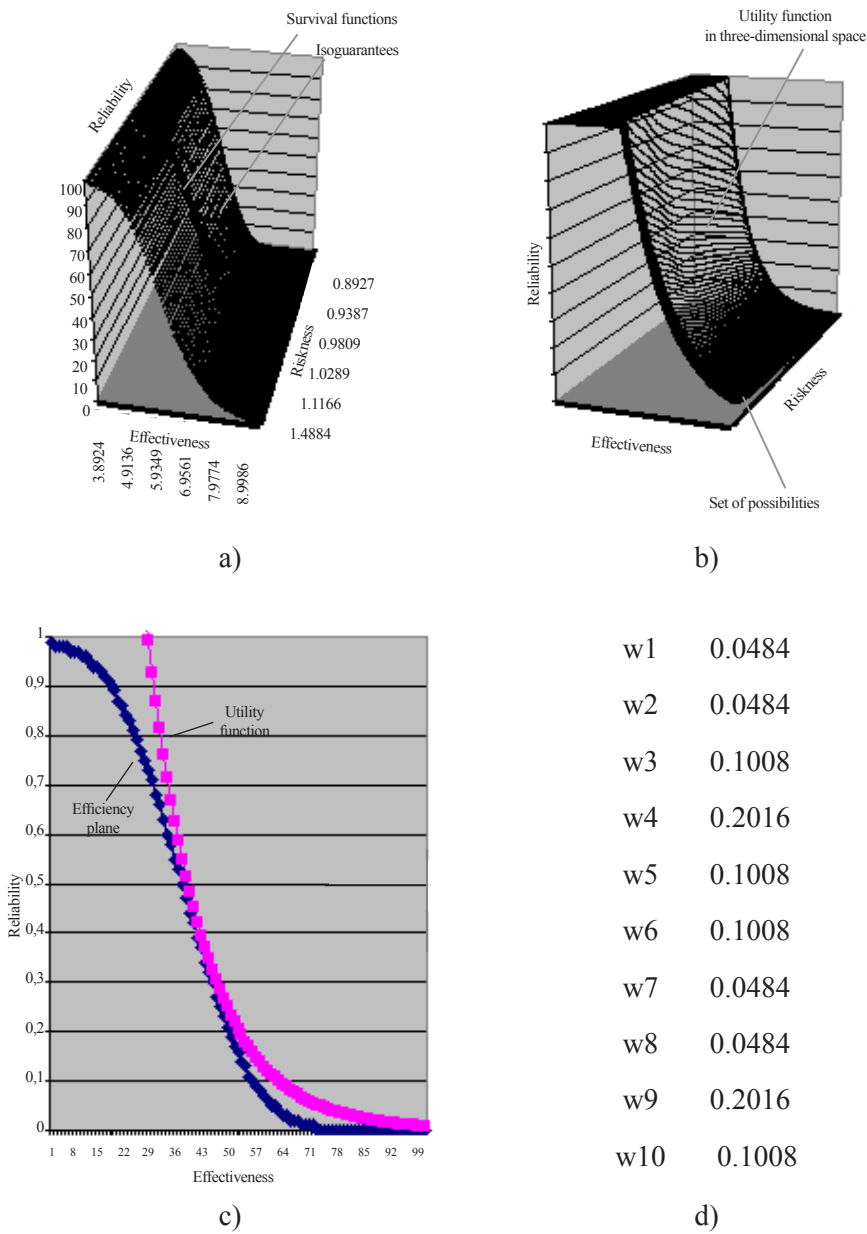 Survival functions
Isoguarantees
Reliability
100
90
80
70
60
50
40
30
20
10
0
0.8927
0.9387
0.9809
1.0289
1.1166
1.4884
Riskness
Effectiveness
3.8924
4.9136
5.9349
6.9561
7.9774
8.9986
a)
Utility function
in three-dimensional space
Reliability
Riskness
Effectiveness
Set of possibilities
b)
1
0,9
0,8
0,7
0,6
0,5
0,4
0,3
0,2
0,1
0
Reliability
Utility
function
Efficiency
plane
1 8 15 22 29 36 43 50 57 64 71 78 85 92 99
Effectiveness
c)
w1 0.0484
w2 0.0484
w3 0.1008
w4 0.2016
w5 0.1008
w6 0.1008
w7 0.0484
w8 0.0484
w9 0.2016
w10 0.1008
d)